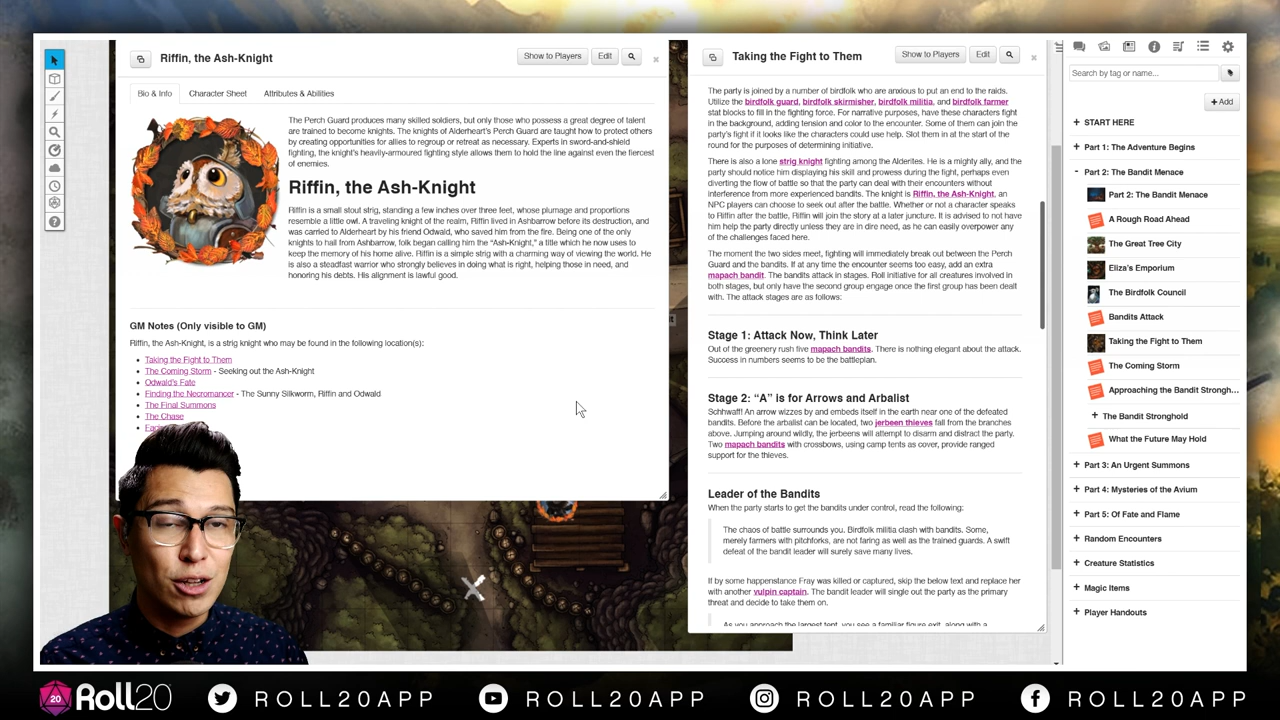 Riffin, the Ash-Knight
Show to Players
Edit
Bio & Info
Character Sheet
Attributes & Abilities
The Perch Guard produces many skilled soldiers, but only those who possess a great degree of talent
are trained to become knights. The knights of Alderheart's Perch Guard are taught how to protect others
by creating opportunities for allies to regroup or retreat as necessary. Experts in sword-and-shield
fighting, the knight's heavily-armoured fighting style allows them to hold the line against even the fiercest
of enemies.
Riffin, the Ash-Knight
Riffin is a small stout strig, standing a few inches over three feet, whose plumage and proportions
resemble a little owl. A traveling knight of the realm, Riffin lived in Ashbarrow before its destruction, and
was carried to Alderheart by his friend Odwald, who saved him from the fire. Being one of the only
knights to hail from Ashbarrow, folk began calling him the "Ash-Knight," a title which he now uses to
keep the memory of his home alive. Riffin is a simple strig with a charming way of viewing the world. He
is also a steadfast warrior who strongly believes in doing what is right, helping those in need, and
honoring his debts. His alignment is lawful good.
GM Notes (Only visible to GM)
Riffin, the Ash-Knight, is a strig knight who may be found in the following location(s):
Taking the Fight to Them
The Coming Storm - Seeking out the Ash-Knight
Odwald's Fate
Finding the Necromancer - The Sunny Silkworm, Riffin and Odwald
The Final Summons
The Chase
Taking the Fight to Them
Show to Players
Edit
The party is joined by a number of birdfolk who are anxious to put an end to the raids.
Utilize the birdfolk guard, birdfolk skirmisher, birdfolk militia, and birdfolk farmer
stat blocks to fill in the fighting force. For narrative purposes, have these characters fight
in the background, adding tension and color to the encounter. Some of them can join the
party's fight if it looks like the characters could use help. Slot them in at the start of the
round for the purposes of determining initiative.
There is also a lone strig knight fighting among the Alderites. He is a mighty ally, and the
party should notice him displaying his skill and prowess during the fight, perhaps even
diverting the flow of battle so that the party can deal with their encounters without
interference from more experienced bandits. The knight is Riffin, the Ash-Knight, an
NPC players can choose to seek out after the battle. Whether or not a character speaks
to Riffin after the battle, Riffin will join the story at a later juncture. It is advised to not have
him help the party directly unless they are in dire need, as he can easily overpower any
of the challenges faced here.
The moment the two sides meet, fighting will immediately break out between the Perch
Guard and the bandits. If at any time the encounter seems too easy, add an extra
mapach bandit. The bandits attack in stages. Roll initiative for all creatures involved in
both stages, but only have the second group engage once the first group has been dealt
with. The attack stages are as follows:
Stage 1: Attack Now, Think Later
Out of the greenery rush five mapach bandits. There is nothing elegant about the attack.
Success in numbers seems to be the battleplan.
Stage 2: "A" is for Arrows and Arbalist
Schhwaff! An arrow wizzes by and embeds itself in the earth near one of the defeated
bandits. Before the arbalist can be located, two jerbeen thieves fall from the branches
above. Jumping around wildly, the jerbeens will attempt to disarm and distract the party.
Two mapach bandits with crossbows, using camp tents as cover, provide ranged
support for the thieves.
Leader of the Bandits
When the party starts to get the bandits under control, read the following:
The chaos of battle surrounds you. Birdfolk militia clash with bandits. Some,
merely farmers with pitchforks, are not faring as well as the trained guards. A swift
defeat of the bandit leader will surely save many lives.
If by some happenstance Fray was killed or captured, skip the below text and replace her
with another vulpin captain. The bandit leader will single out the party as the primary
threat and decide to take them on.
As you approach the largest tent, you see a familiar figure exit, along with a
Search by tag or name...
+ Add
+ START HERE
+ Part 1: The Adventure Begins
- Part 2: The Bandit Menace
Part 2: The Bandit Menace
A Rough Road Ahead
The Great Tree City
Eliza's Emporium
The Birdfolk Council
Bandits Attack
Taking the Fight to Them
The Coming Storm
Approaching the Bandit Strongh...
+ The Bandit Stronghold
What the Future May Hold
+ Part 3: An Urgent Summons
+ Part 4: Mysteries of the Avium
+ Part 5: Of Fate and Flame
+ Random Encounters
+ Creature Statistics
+ Magic Items
+ Player Handouts
20 Roll20
ROLL20APP
ROLL20APP
ROLL20APP
ROLL20APP